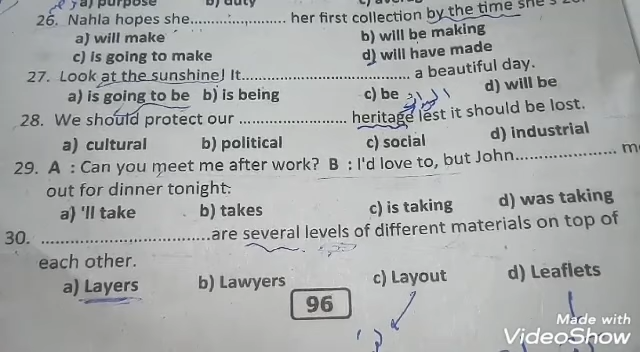 a) purpose b) duty
26. Nahla hopes she.................... her first collection by the time she's
a) will make b) will be making
c) is going to make d) will have made
27. Look at the sunshine! It........................................ a beautiful day.
a) is going to be b) is being c) be d) will be
28. We should protect our ......................... heritage lest it should be lost.
a) cultural b) political c) social d) industrial
29. A : Can you meet me after work? B : I'd love to, but John........................ m
out for dinner tonight.
a) 'll take b) takes c) is taking d) was taking
30. ........................................are several levels of different materials on top of
each other.
a) Layers b) Lawyers c) Layout d) Leaflets
96
Made with
VideoShow